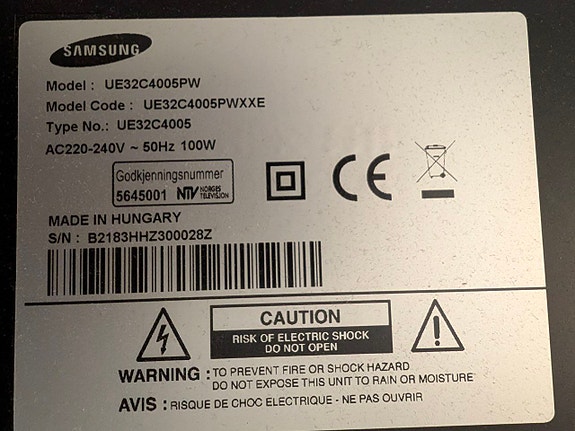 SAMSUNG
Model : UE32C4005PW
Model Code : UE32C4005PWXXE
Type No.: UE32C4005
AC220-240V ~ 50Hz 100W
Godkjenningsnummer
5645001 NTV NORGES TELEVISJON
CE
MADE IN HUNGARY
S/N : B2183HHZ300028Z
CAUTION
RISK OF ELECTRIC SHOCK
DO NOT OPEN
WARNING : TO PREVENT FIRE OR SHOCK HAZARD
DO NOT EXPOSE THIS UNIT TO RAIN OR MOISTURE
AVIS : RISQUE DE CHOC ELECTRIQUE - NE PAS OUVRIR